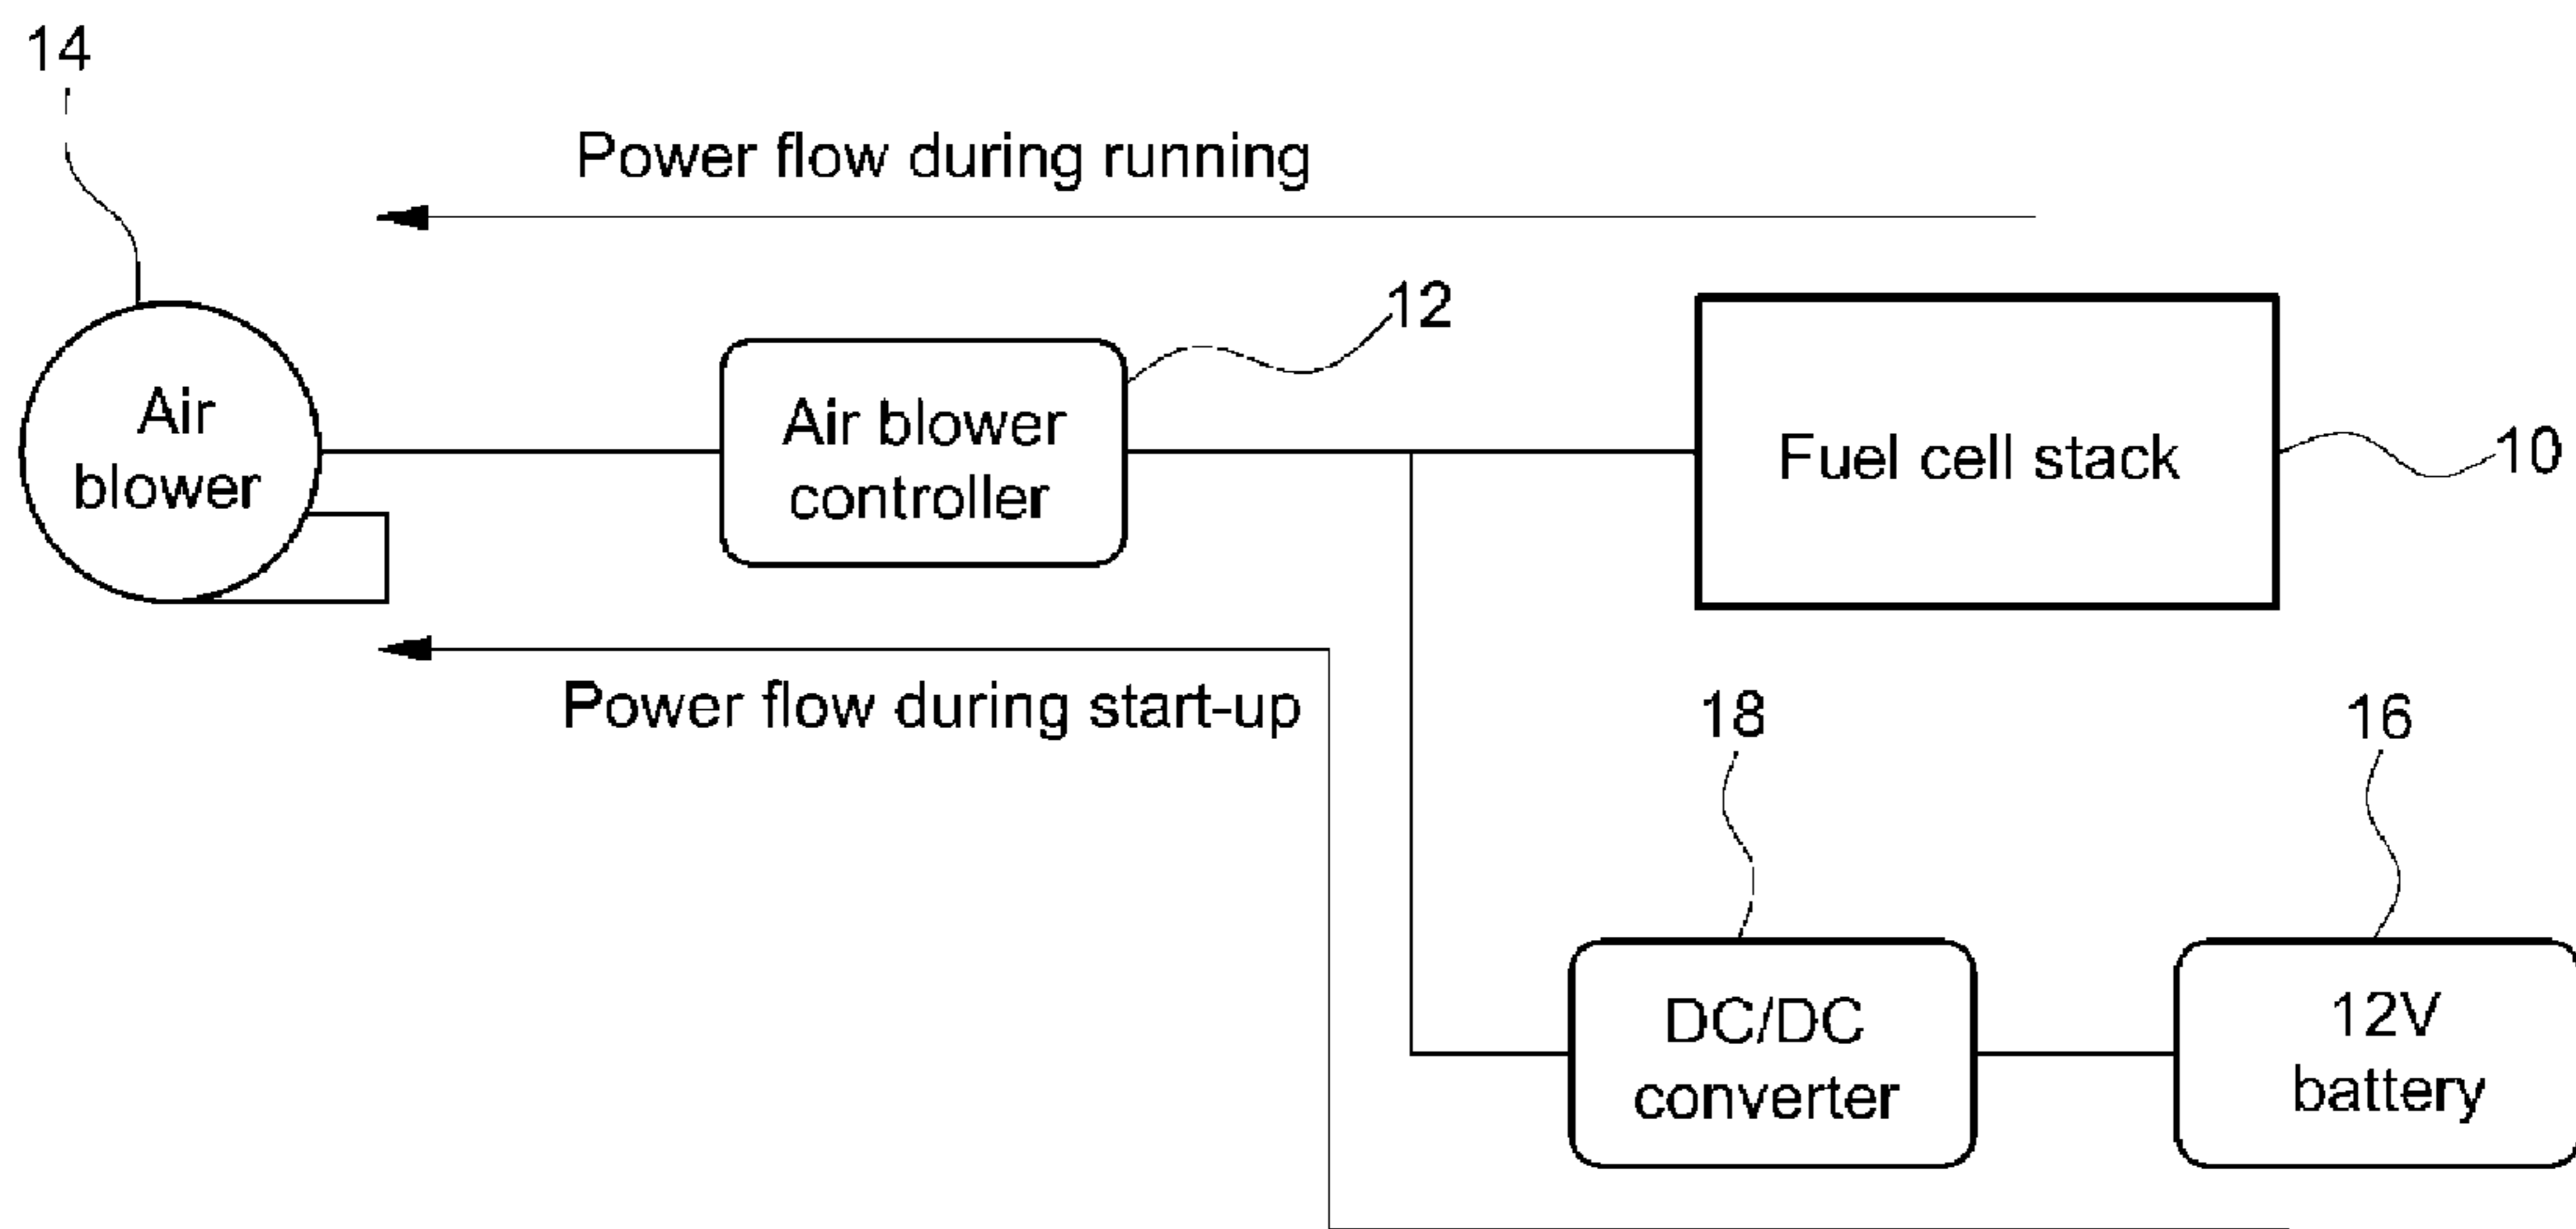 14
Power flow during running
12
Air
blower
Air blower
controller
Fuel cell stack
10
Power flow during start-up
18
16
DC/DC
converter
12V
battery